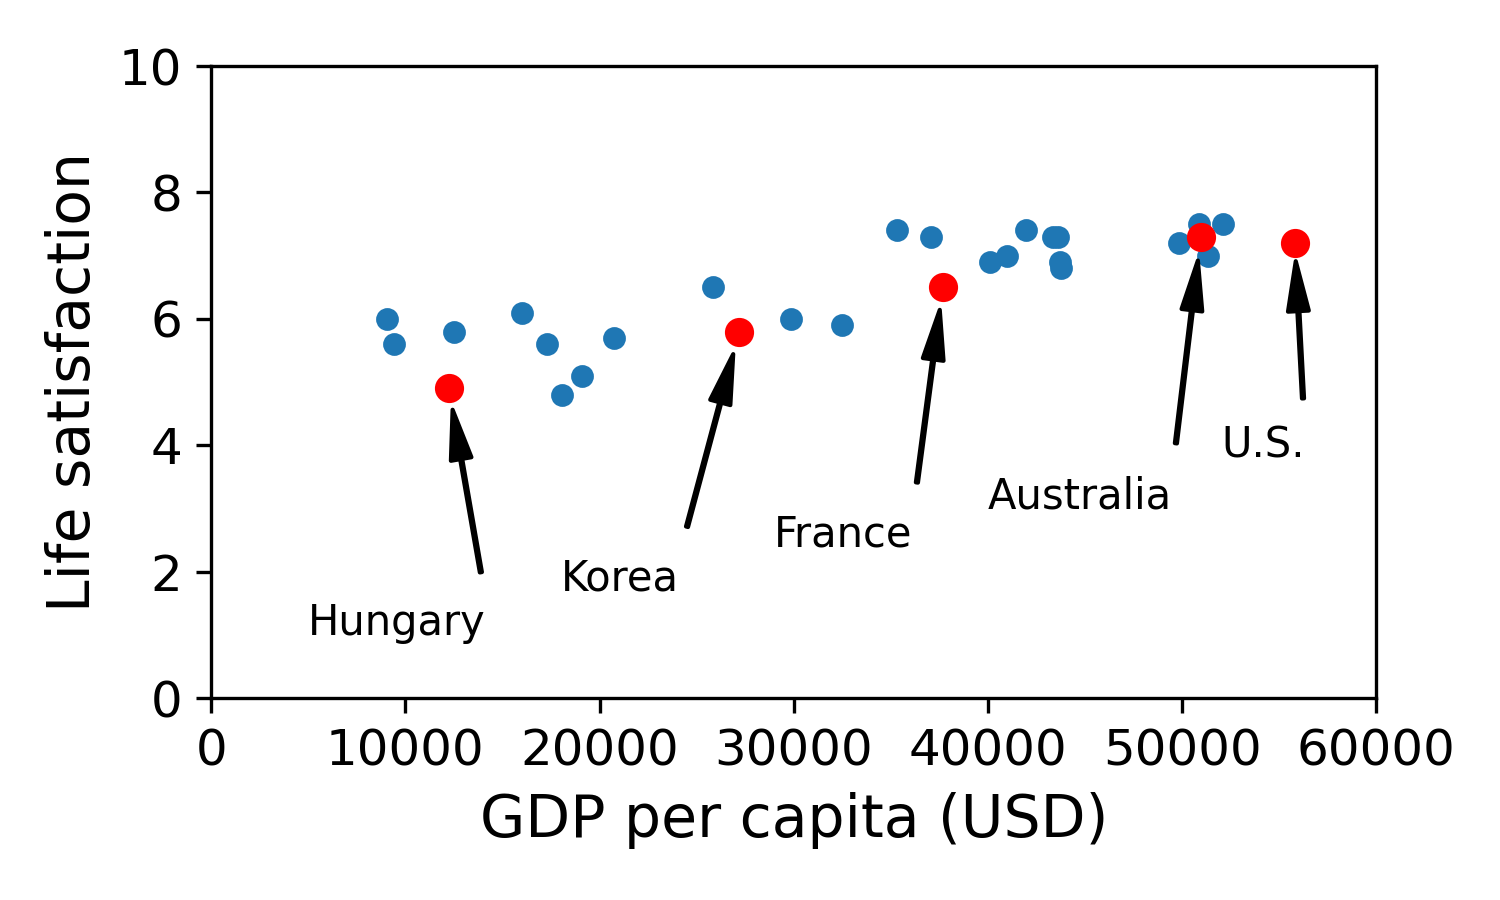 10
8
6
4
2
0
Life satisfaction
Hungary
Korea
France
Australia
U.S.
0 10000 20000 30000 40000 50000 60000
GDP per capita (USD)